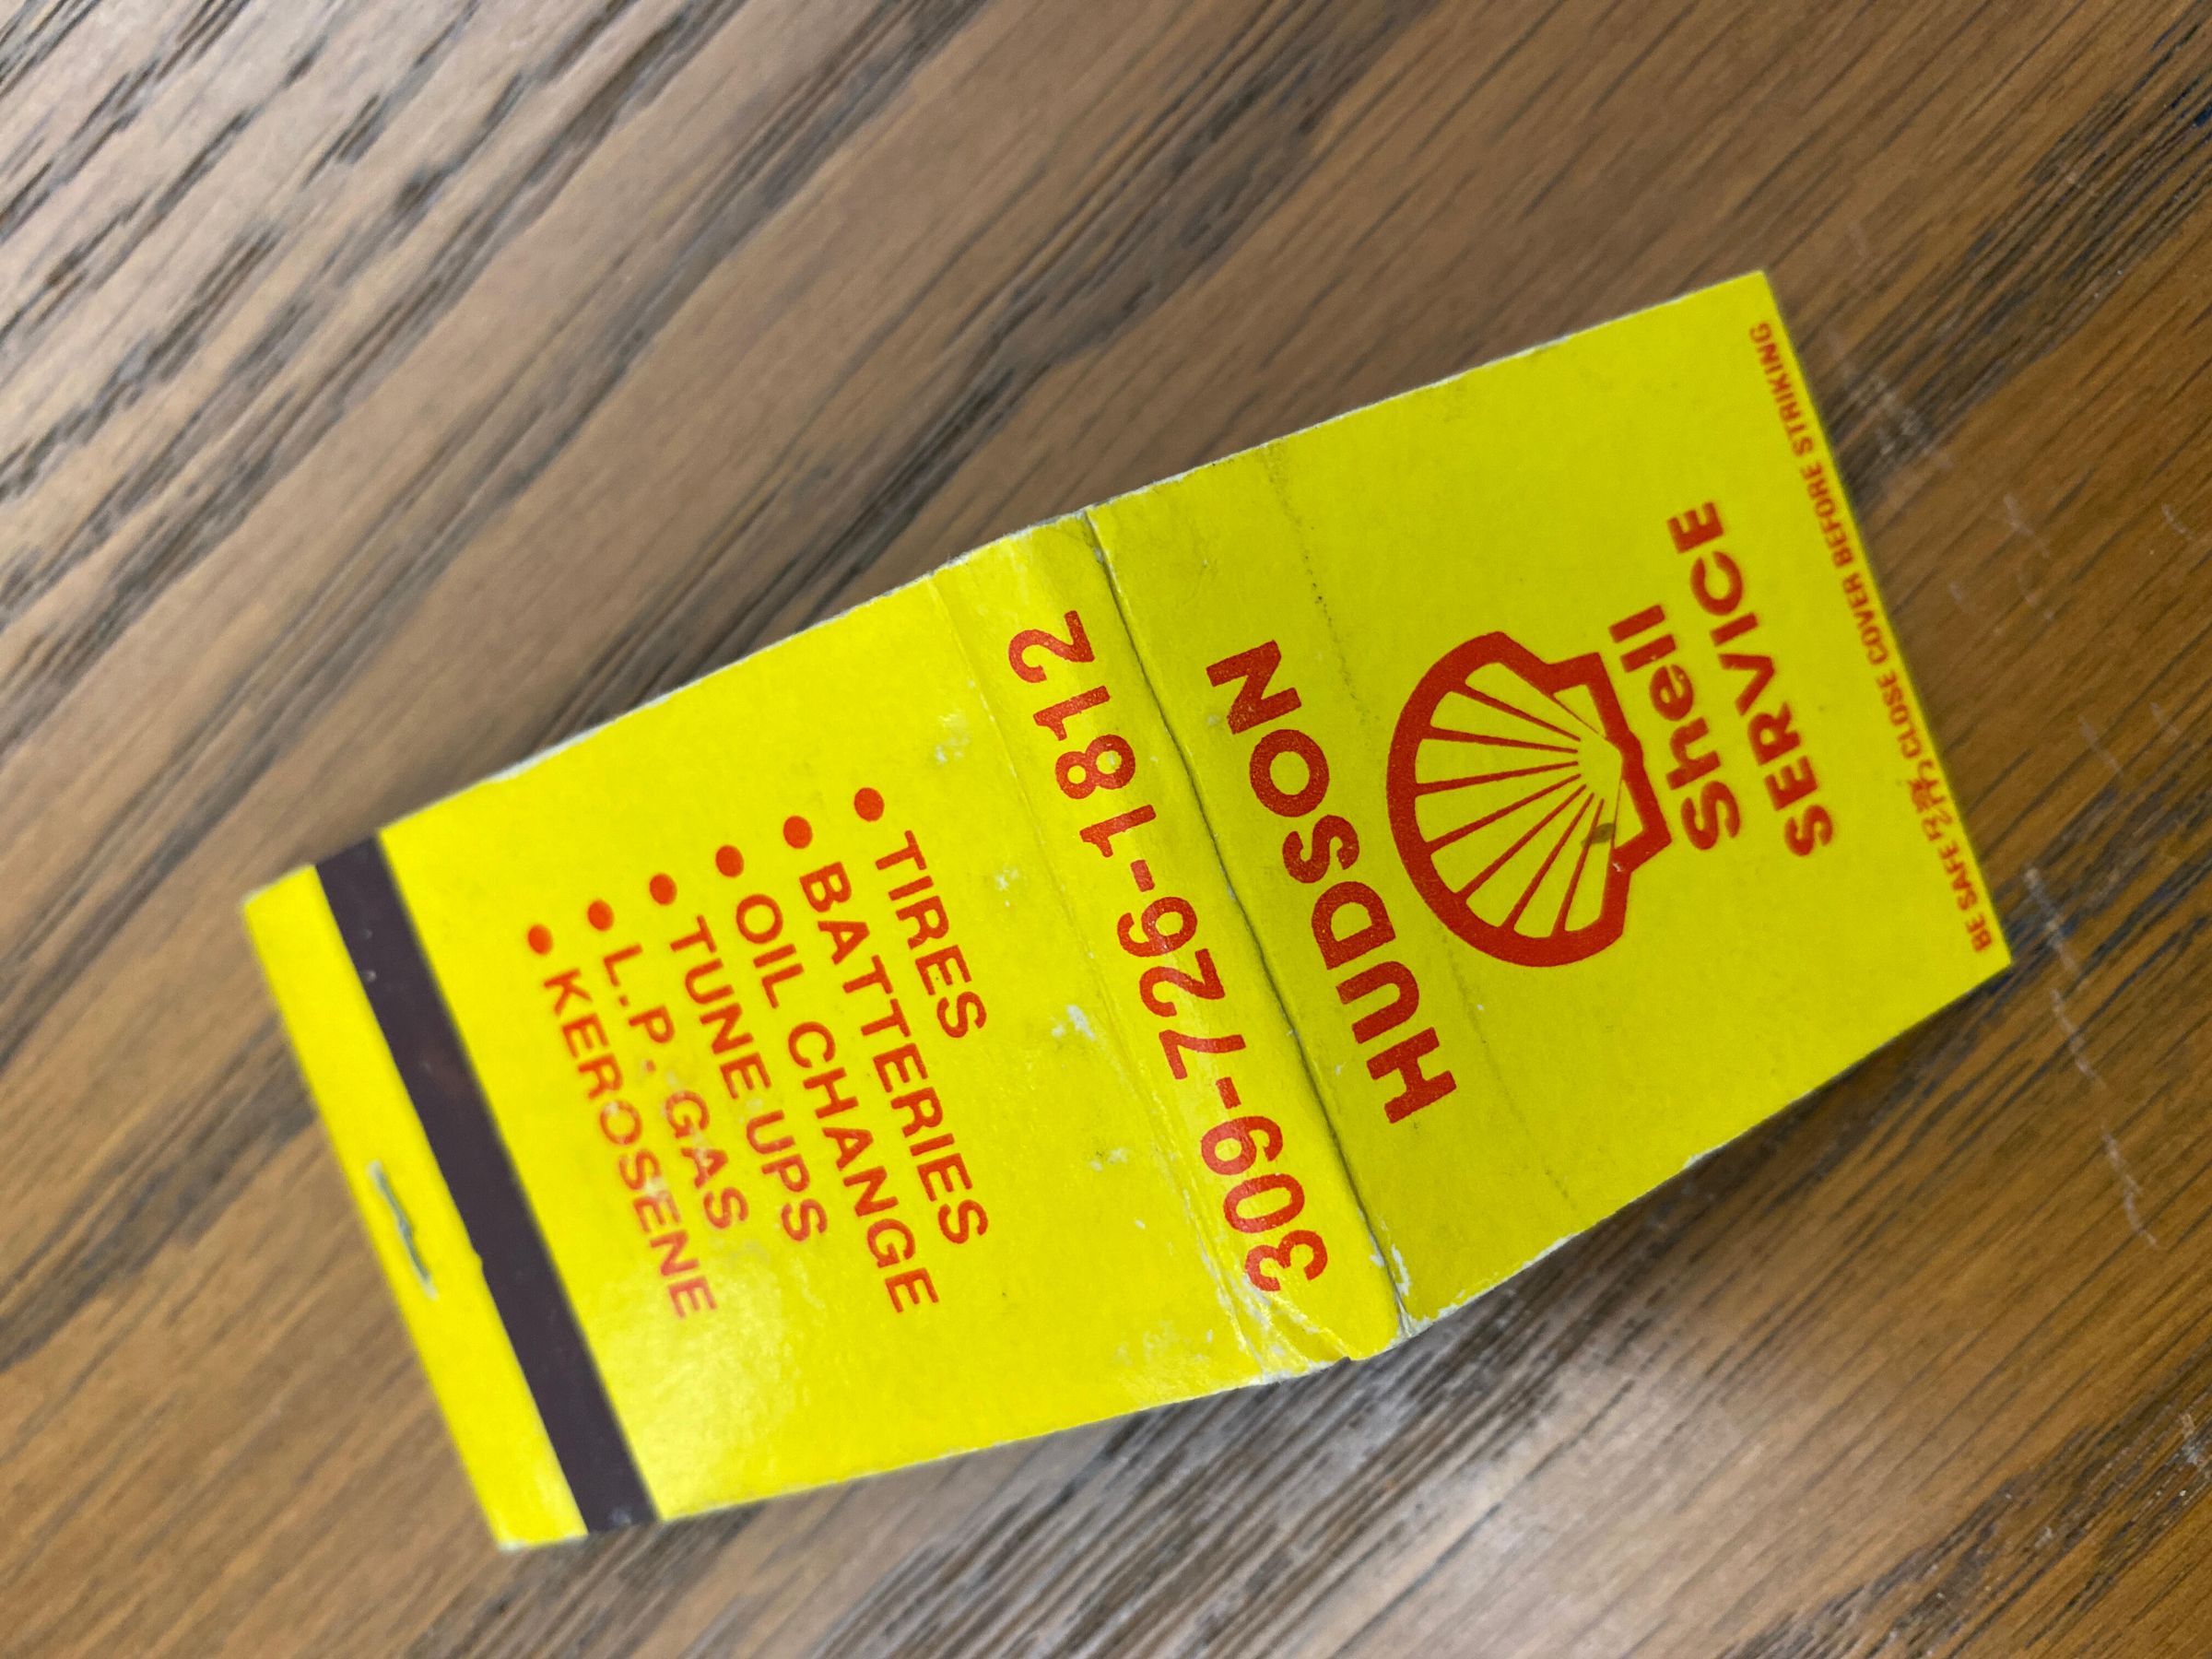 HUDSON
Shell
SERVICE
BE SAFE CLOSE COVER BEFORE STRIKING
309-726-1812
• TIRES
• BATTERIES
• OIL CHANGE
• TUNE UPS
• L.P. GAS
• KEROSENE